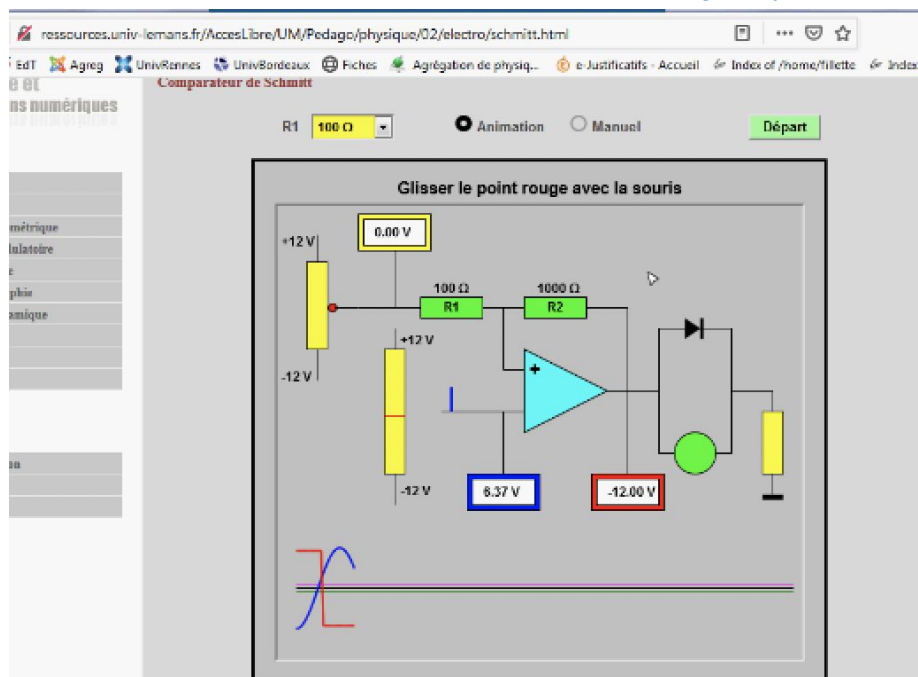 ressources.univ-lemans.fr/AccesLibre/UM/Pedago/physique/02/electro/schmitt.html
EdT Agreg UnivRennes UnivBordeaux Fiches Agrégation de physiq... e-Justificatifs - Accueil Index of /home/fillette Index
e et
Comparateur de Schmitt
ns numériques
R1 100 Ω Animation Manuel Départ
Glisser le point rouge avec la souris
métrique
dulatoire
e
phie
amique
on
+12 V
0.00 V
100 Ω
1000 Ω
R1
R2
+12 V
-12 V
+
-12 V
6.37 V
-12.00 V